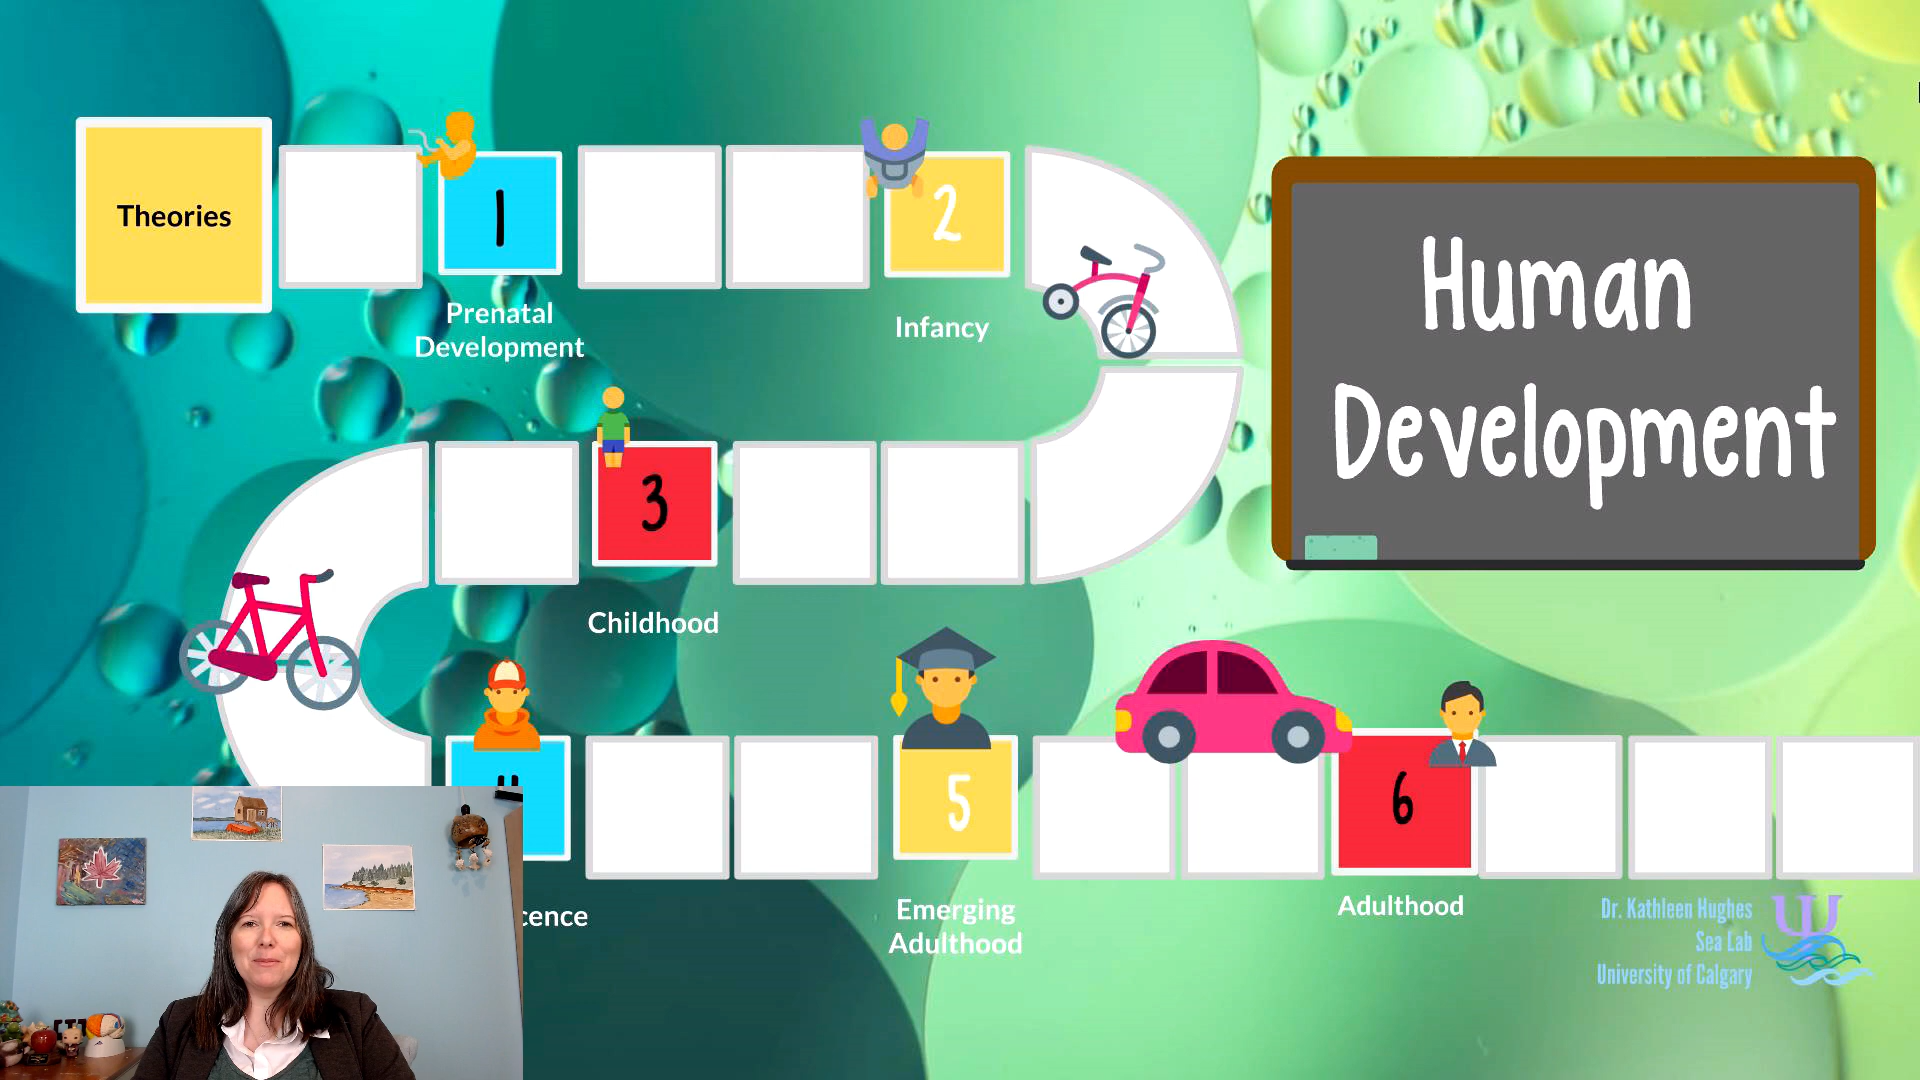 Theories
1
2
Prenatal
Development
Infancy
Human
Development
3
Childhood
5
6
cence
Emerging
Adulthood
Adulthood
Dr. Kathleen Hughes
Sea Lab
University of Calgary